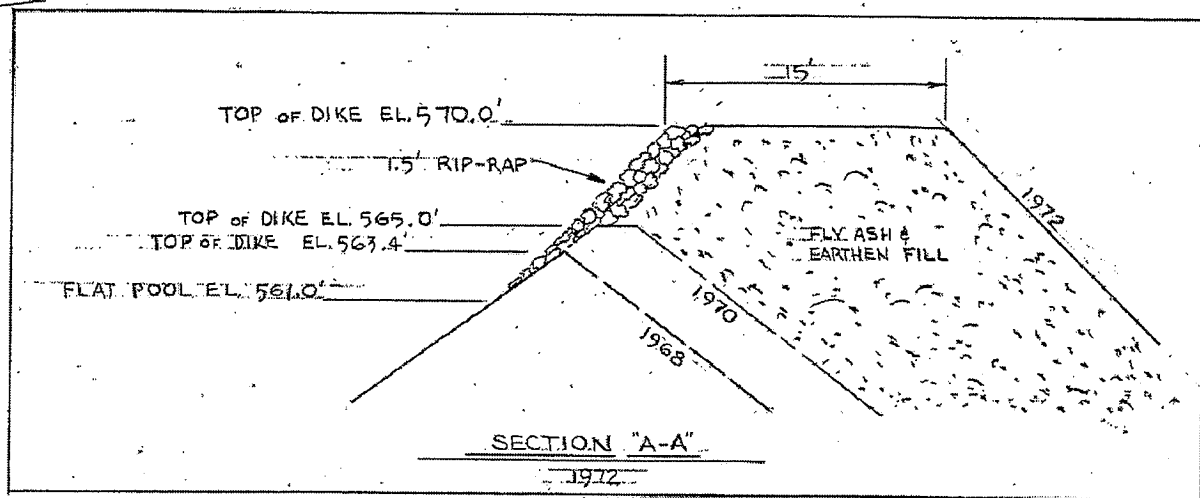 15'
TOP OF DIKE EL. 570.0'
1.5' RIP-RAP
TOP OF DIKE EL. 565.0'
TOP OF DIKE EL. 563.4'
FLAT POOL EL. 561.0'
1972
FLY ASH &
EARTHEN FILL
1970
1968
SECTION "A-A"
1972